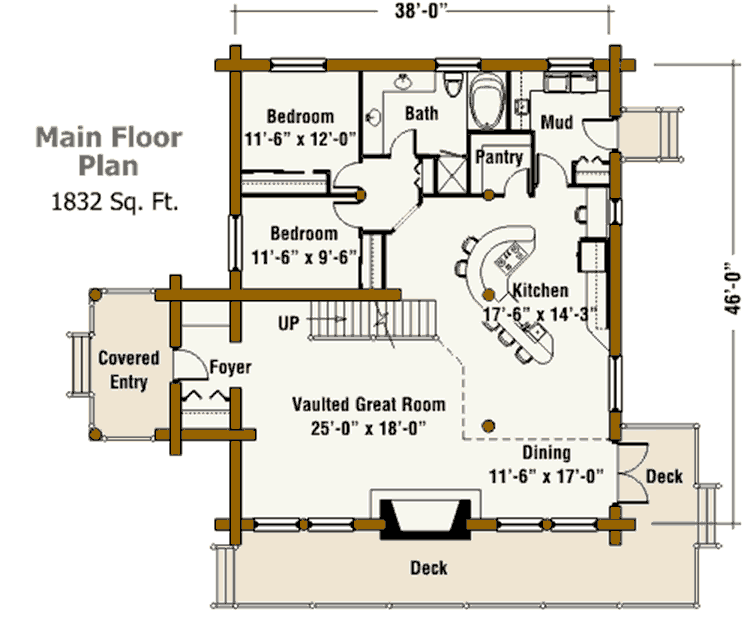 38'-0"
Main Floor
Plan
1832 Sq. Ft.
Bedroom
11'-6" x 12'-0"
Bath
Mud
Pantry
Bedroom
11'-6" x 9'-6"
Kitchen
17'-6" x 14'-3"
46'-0"
UP
Covered
Entry
Foyer
Vaulted Great Room
25'-0" x 18'-0"
Dining
11'-6" x 17'-0"
Deck
Deck